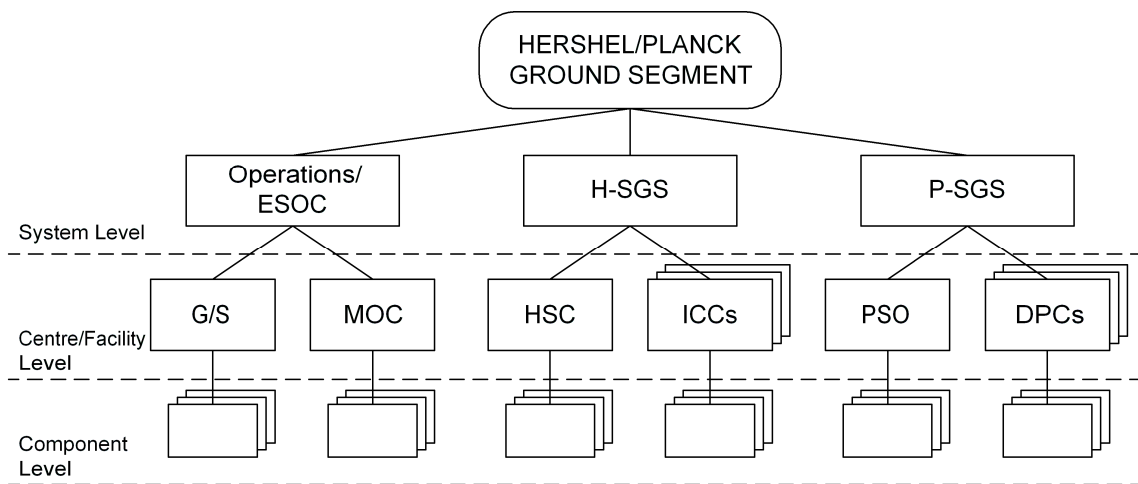 HERSHEL/PLANCK
GROUND SEGMENT
Operations/
ESOC
H-SGS
P-SGS
System Level
G/S
MOC
HSC
ICCs
PSO
DPCs
Centre/Facility
Level
Component
Level